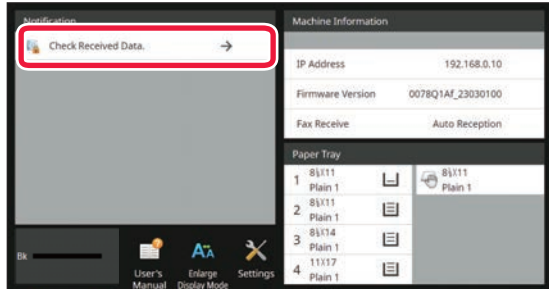 Notification
Check Received Data.
Machine Information
IP Address 192.168.0.10
Firmware Version 0078Q1Af_23030100
Fax Receive Auto Reception
Paper Tray
1 8½X11
Plain 1
2 8½X11
Plain 1
3 8½X14
Plain 1
4 11X17
Plain 1
8½X11
Plain 1
Bk
User's
Manual
Enlarge
Display Mode
Settings